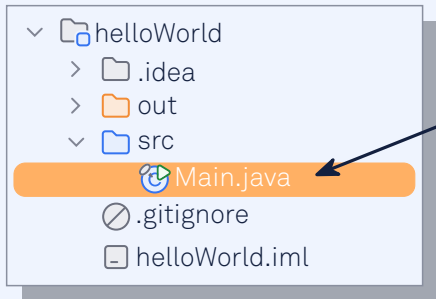 helloWorld
.idea
out
src
Main.java
.gitignore
helloWorld.iml